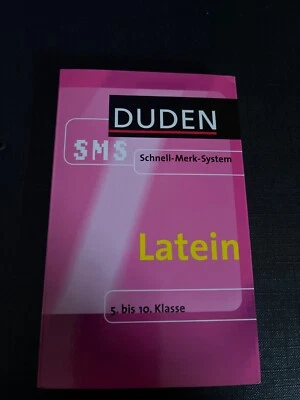 DUDEN
SMS
Schnell-Merk-System
Latein
5. bis 10. Klasse